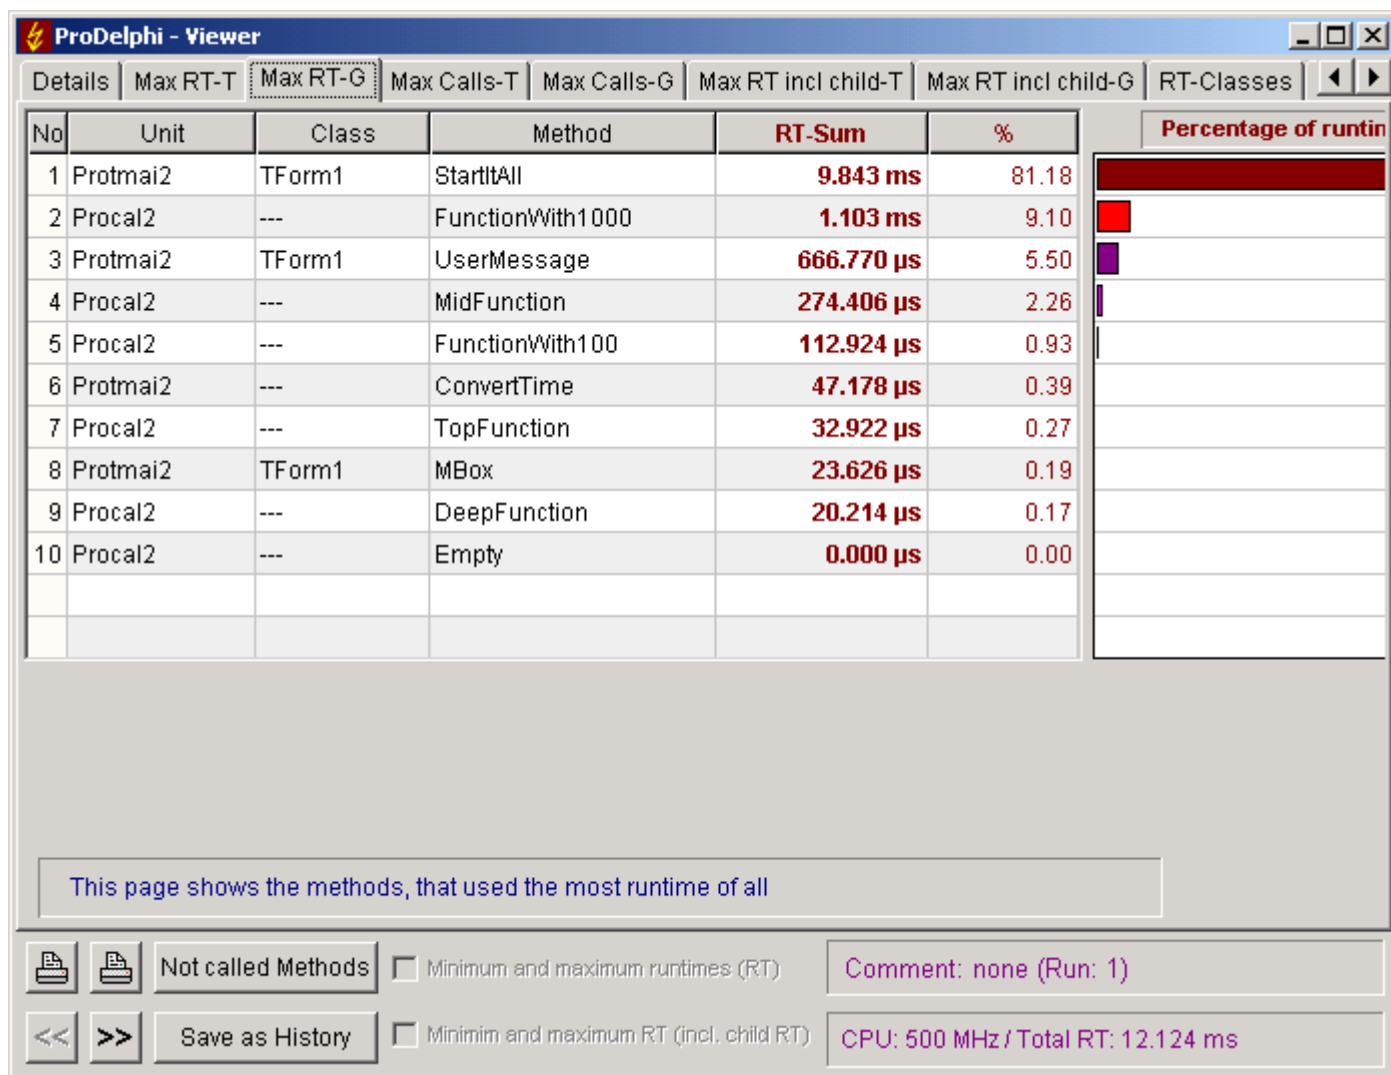 ProDelphi - Viewer
Details Max RT-T Max RT-G Max Calls-T Max Calls-G Max RT incl child-T Max RT incl child-G RT-Classes
No Unit Class Method RT-Sum % Percentage of runtin
1 Protmai2 TForm1 StartItAll 9.843 ms 81.18
2 Procal2 --- FunctionWith1000 1.103 ms 9.10
3 Protmai2 TForm1 UserMessage 666.770 µs 5.50
4 Procal2 --- MidFunction 274.406 µs 2.26
5 Procal2 --- FunctionWith100 112.924 µs 0.93
6 Protmai2 --- ConvertTime 47.178 µs 0.39
7 Procal2 --- TopFunction 32.922 µs 0.27
8 Protmai2 TForm1 MBox 23.626 µs 0.19
9 Procal2 --- DeepFunction 20.214 µs 0.17
10 Procal2 --- Empty 0.000 µs 0.00
This page shows the methods, that used the most runtime of all
Not called Methods Minimum and maximum runtimes (RT) Comment: none (Run: 1)
<< >> Save as History Minimim and maximum RT (incl. child RT) CPU: 500 MHz / Total RT: 12.124 ms